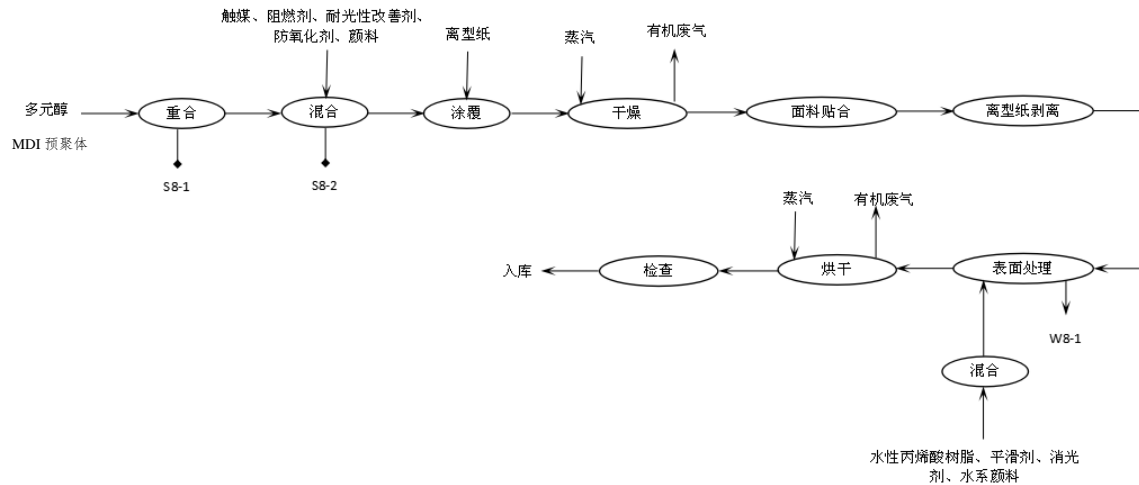 触媒、阻燃剂、耐光性改善剂、
防氧化剂、颜料
离型纸
蒸汽
有机废气
多元醇
MDI 预聚体
重合
混合
涂覆
干燥
面料贴合
离型纸剥离
S8-1
S8-2
蒸汽
有机废气
入库
检查
烘干
表面处理
W8-1
混合
水性丙烯酸树脂、平滑剂、消光
剂、水系颜料